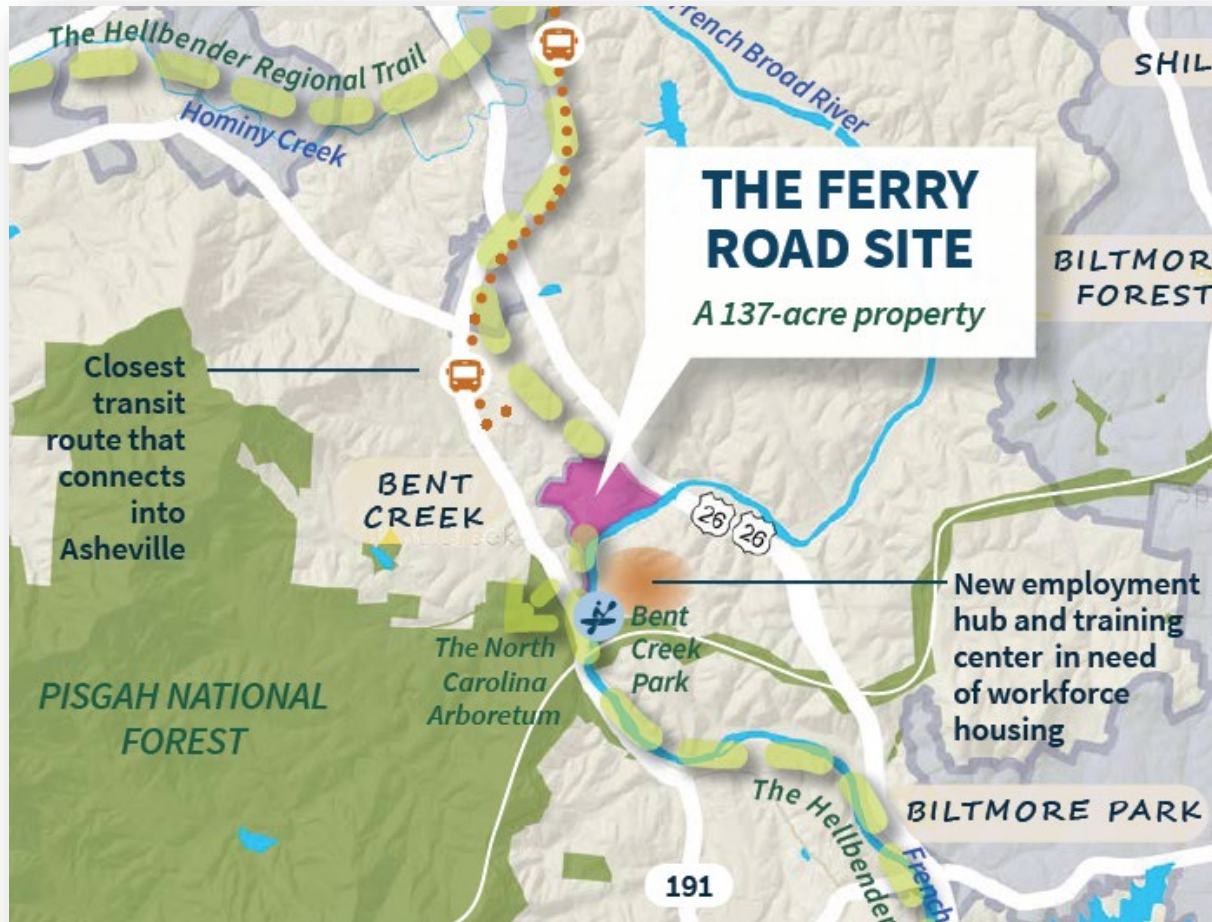 The Hellbender Regional Trail
Hominy Creek
French Broad River
SHIL
THE FERRY
ROAD SITE
A 137-acre property
BILTMOR
FOREST
Closest
transit
route that
connects
into
Asheville
BENT
CREEK
26
26
New employment
hub and training
center in need
of workforce
housing
Bent
Creek
Park
The North
Carolina
Arboretum
PISGAH NATIONAL
FOREST
The Hellbender
BILTMORE PARK
French
191